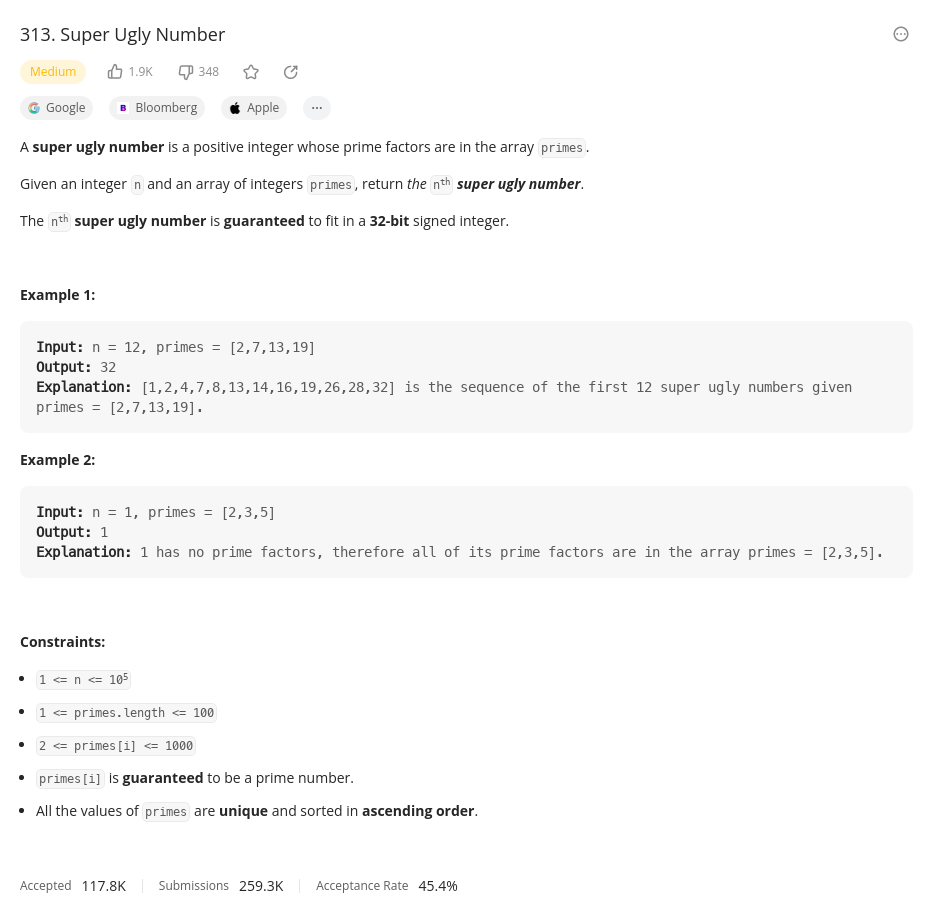 313. Super Ugly Number
Medium 1.9K 348
Google B Bloomberg Apple ...
A super ugly number is a positive integer whose prime factors are in the array primes.
Given an integer n and an array of integers primes, return the nth super ugly number.
The nth super ugly number is guaranteed to fit in a 32-bit signed integer.
Example 1:
Input: n = 12, primes = [2,7,13,19]
Output: 32
Explanation: [1,2,4,7,8,13,14,16,19,26,28,32] is the sequence of the first 12 super ugly numbers given
primes = [2,7,13,19].
Example 2:
Input: n = 1, primes = [2,3,5]
Output: 1
Explanation: 1 has no prime factors, therefore all of its prime factors are in the array primes = [2,3,5].
Constraints:
• 1 <= n <= 10⁵
• 1 <= primes.length <= 100
• 2 <= primes[i] <= 1000
• primes[i] is guaranteed to be a prime number.
• All the values of primes are unique and sorted in ascending order.
Accepted 117.8K Submissions 259.3K Acceptance Rate 45.4%